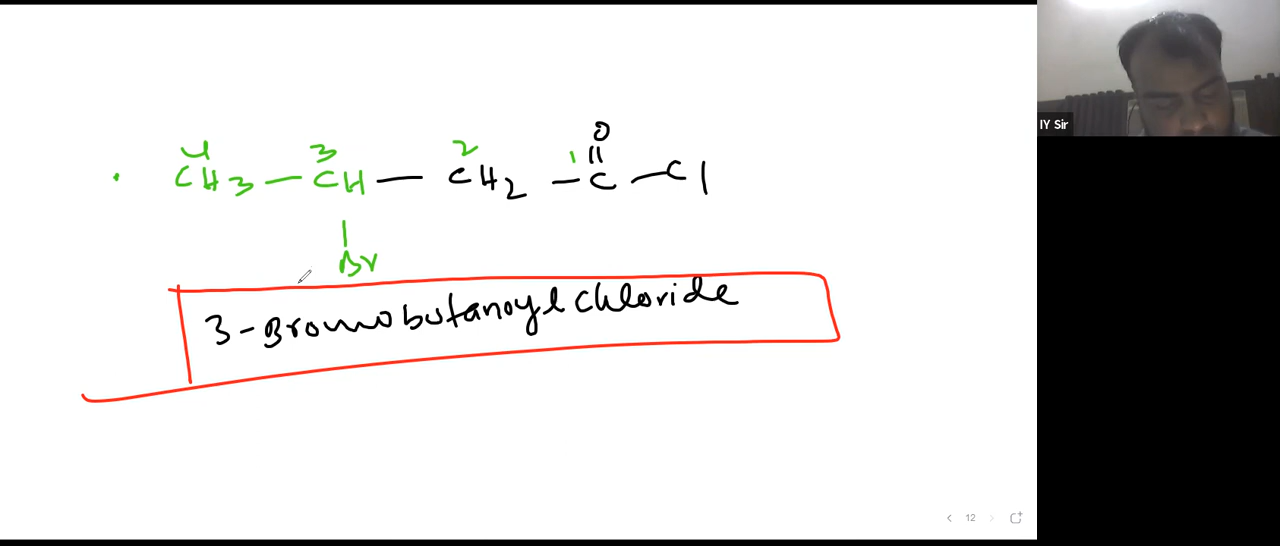 O
4 3 2 1 ||
CH3 — CH — CH2 — C — Cl
|
Br
3-Bromobutanoyl chloride
IY Sir
12